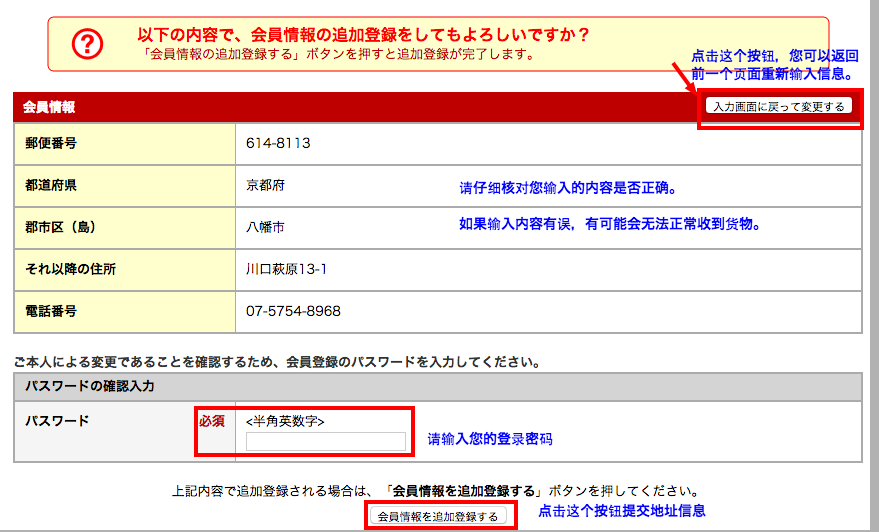 以下の内容で、会員情報の追加登録をしてもよろしいですか？
「会員情報の追加登録する」ボタンを押すと追加登録が完了します。
点击这个按钮，您可以返回
前一个页面重新输入信息。
会員情報
入力画面に戻って変更する
郵便番号 614-8113
都道府県 京都府
请仔细核对您输入的内容是否正确。
郡市区（島） 八幡市
如果输入内容有误，有可能会无法正常收到货物。
それ以降の住所 川口萩原13-1
電話番号 07-5754-8968
ご本人による変更であることを確認するため、会員登録のパスワードを入力してください。
パスワードの確認入力
パスワード 必須 <半角英数字>
请输入您的登录密码
上記内容で追加登録される場合は、「会員情報を追加登録する」ボタンを押してください。
会員情報を追加登録する
点击这个按钮提交地址信息